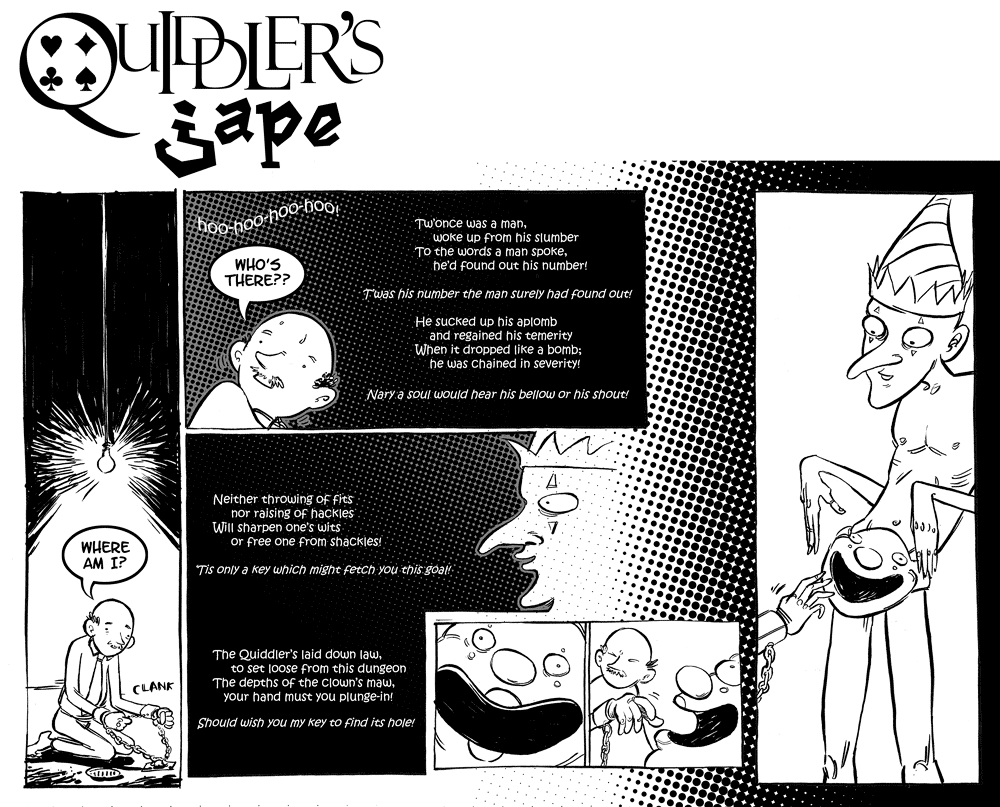 QUIDDLER'S
jape
hoo-hoo-hoo-hoo!
WHO'S
THERE??
Tw'once was a man,
woke up from his slumber
To the words a man spoke,
he'd found out his number!
T'was his number the man surely had found out!
He sucked up his aplomb
and regained his temerity
When it dropped like a bomb;
he was chained in severity!
Nary a soul would hear his bellow or his shout!
WHERE
AM I?
CLANK
Neither throwing of fits
nor raising of hackles
Will sharpen one's wits
or free one from shackles!
'Tis only a key which might fetch you this goal!
The Quiddler's laid down law,
to set loose from this dungeon
The depths of the clown's maw,
your hand must you plunge-in!
Should wish you my key to find its hole!